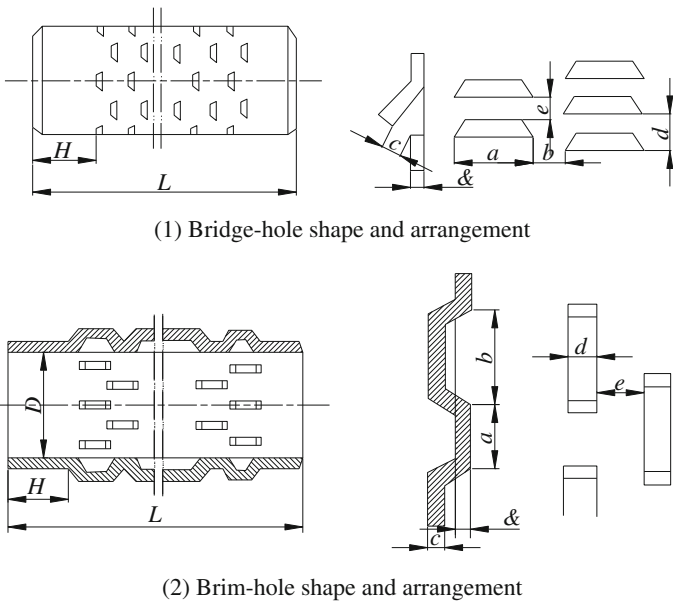 H
L
c
&
a
b
e
d
(1) Bridge-hole shape and arrangement
D
H
L
b
a
&
c
d
e
(2) Brim-hole shape and arrangement